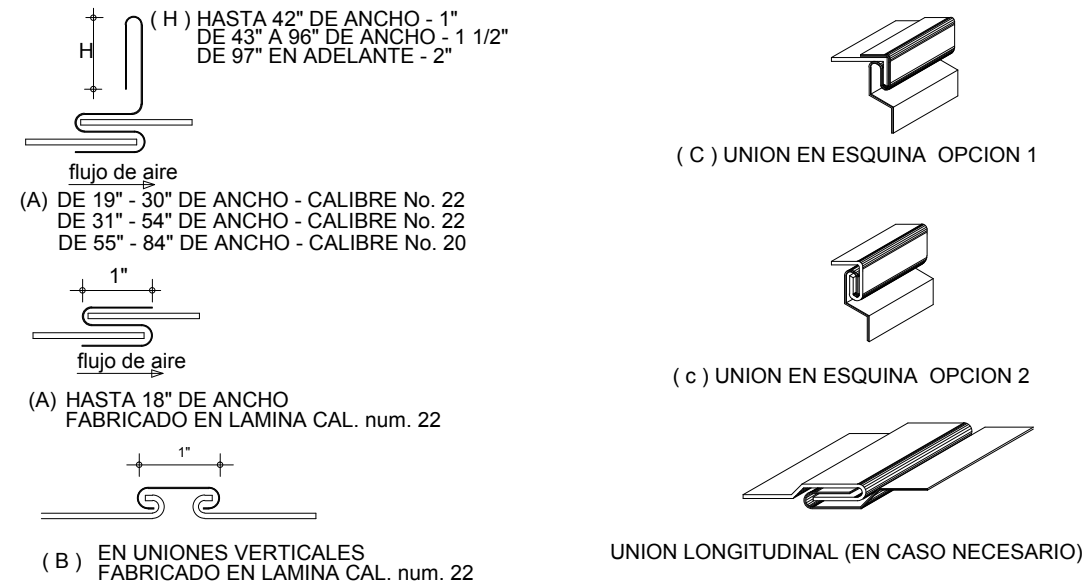 ( H ) HASTA 42" DE ANCHO - 1"
DE 43" A 96" DE ANCHO - 1 1/2"
DE 97" EN ADELANTE - 2"
H
flujo de aire
(A) DE 19" - 30" DE ANCHO - CALIBRE No. 22
DE 31" - 54" DE ANCHO - CALIBRE No. 22
DE 55" - 84" DE ANCHO - CALIBRE No. 20
1"
flujo de aire
(A) HASTA 18" DE ANCHO
FABRICADO EN LAMINA CAL. num. 22
1"
( B ) EN UNIONES VERTICALES
FABRICADO EN LAMINA CAL. num. 22
( C ) UNION EN ESQUINA OPCION 1
( c ) UNION EN ESQUINA OPCION 2
UNION LONGITUDINAL (EN CASO NECESARIO)